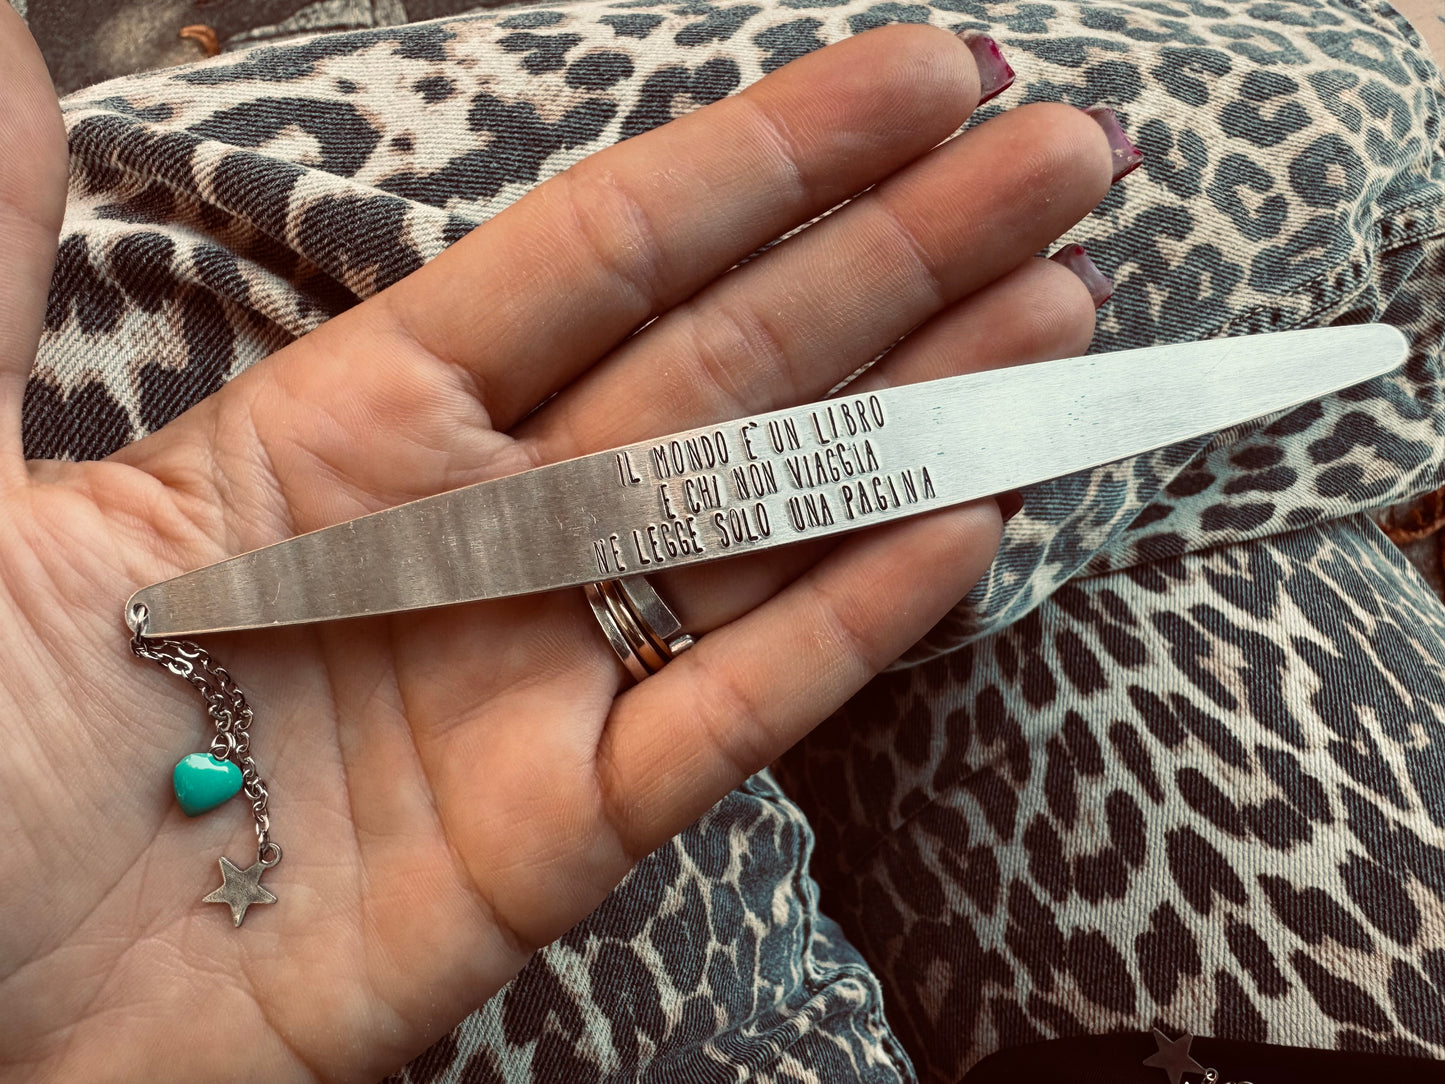 IL MONDO E' UN LIBRO
E CHI NON VIAGGIA
NE LEGGE SOLO UNA PAGINA